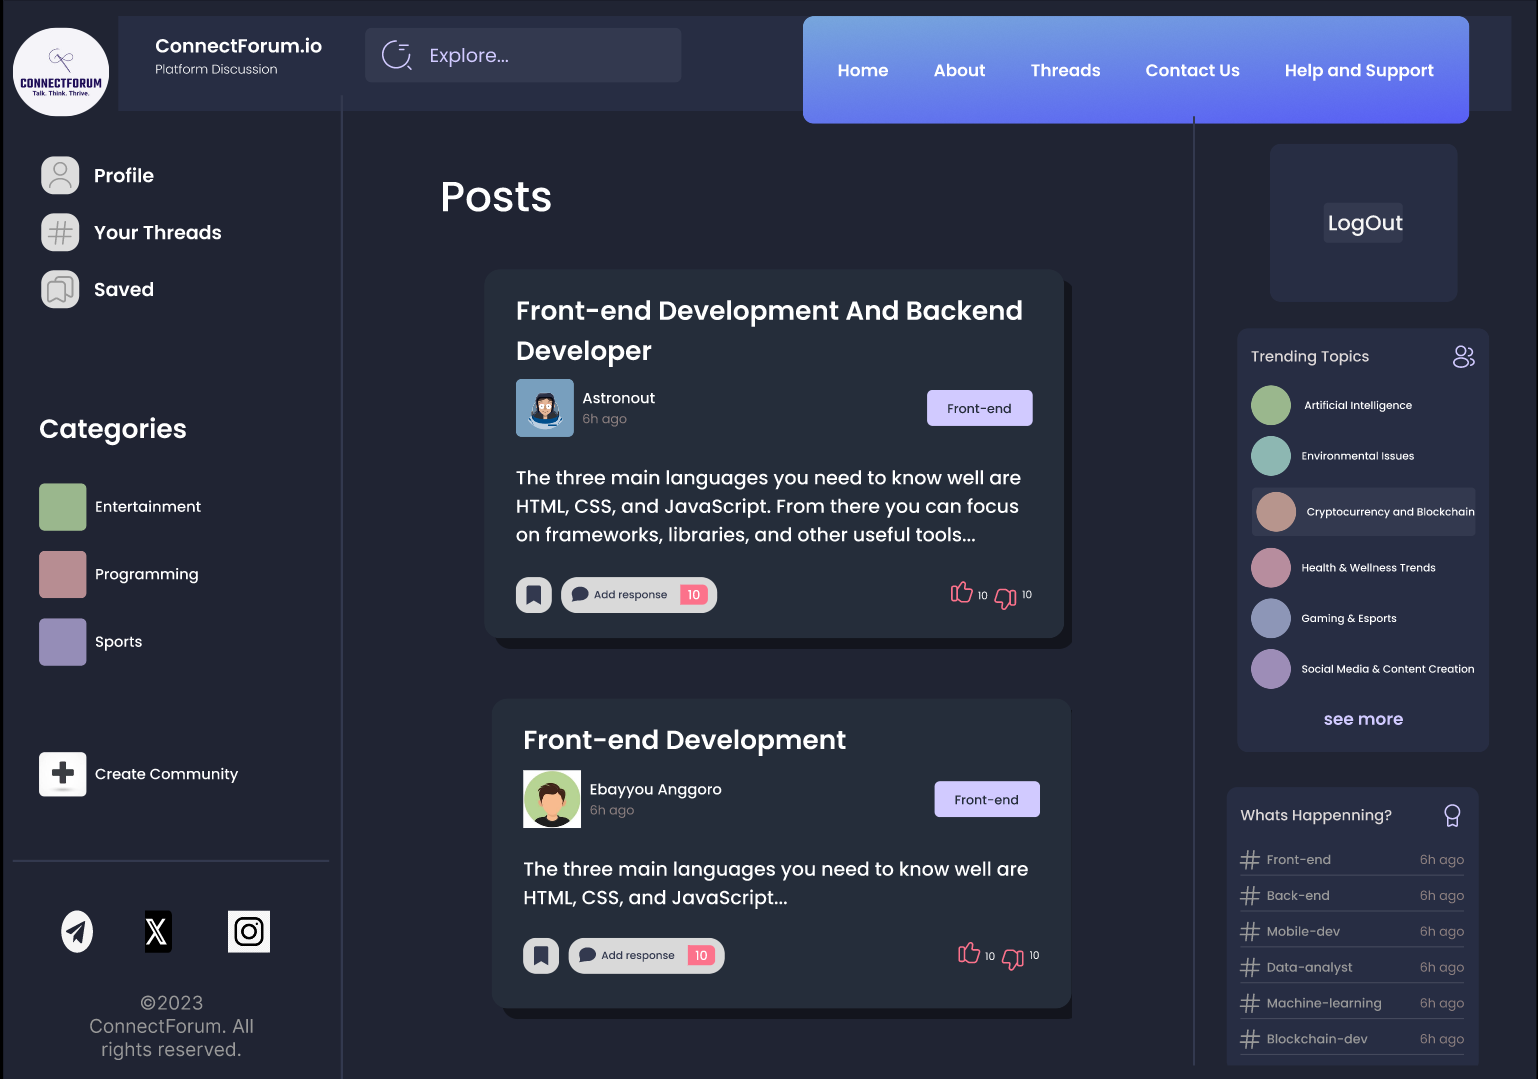 CONNECTFORUM
Talk. Think. Thrive.
ConnectForum.io
Platform Discussion
Explore...
Home
About
Threads
Contact Us
Help and Support
Profile
Your Threads
Saved
Categories
Entertainment
Programming
Sports
Create Community
©2023
ConnectForum. All
rights reserved.
Posts
Front-end Development And Backend
Developer
Astronout
6h ago
Front-end
The three main languages you need to know well are
HTML, CSS, and JavaScript. From there you can focus
on frameworks, libraries, and other useful tools...
Add response
10
10
10
Front-end Development
Ebayyou Anggoro
6h ago
Front-end
The three main languages you need to know well are
HTML, CSS, and JavaScript...
Add response
10
10
10
LogOut
Trending Topics
Artificial Intelligence
Environmental Issues
Cryptocurrency and Blockchain
Health & Wellness Trends
Gaming & Esports
Social Media & Content Creation
see more
Whats Happenning?
Front-end 6h ago
Back-end 6h ago
Mobile-dev 6h ago
Data-analyst 6h ago
Machine-learning 6h ago
Blockchain-dev 6h ago